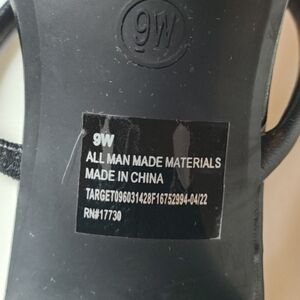 9W
9W
ALL MAN MADE MATERIALS
MADE IN CHINA
TARGET096031428F16752994-04/22
RN#17730